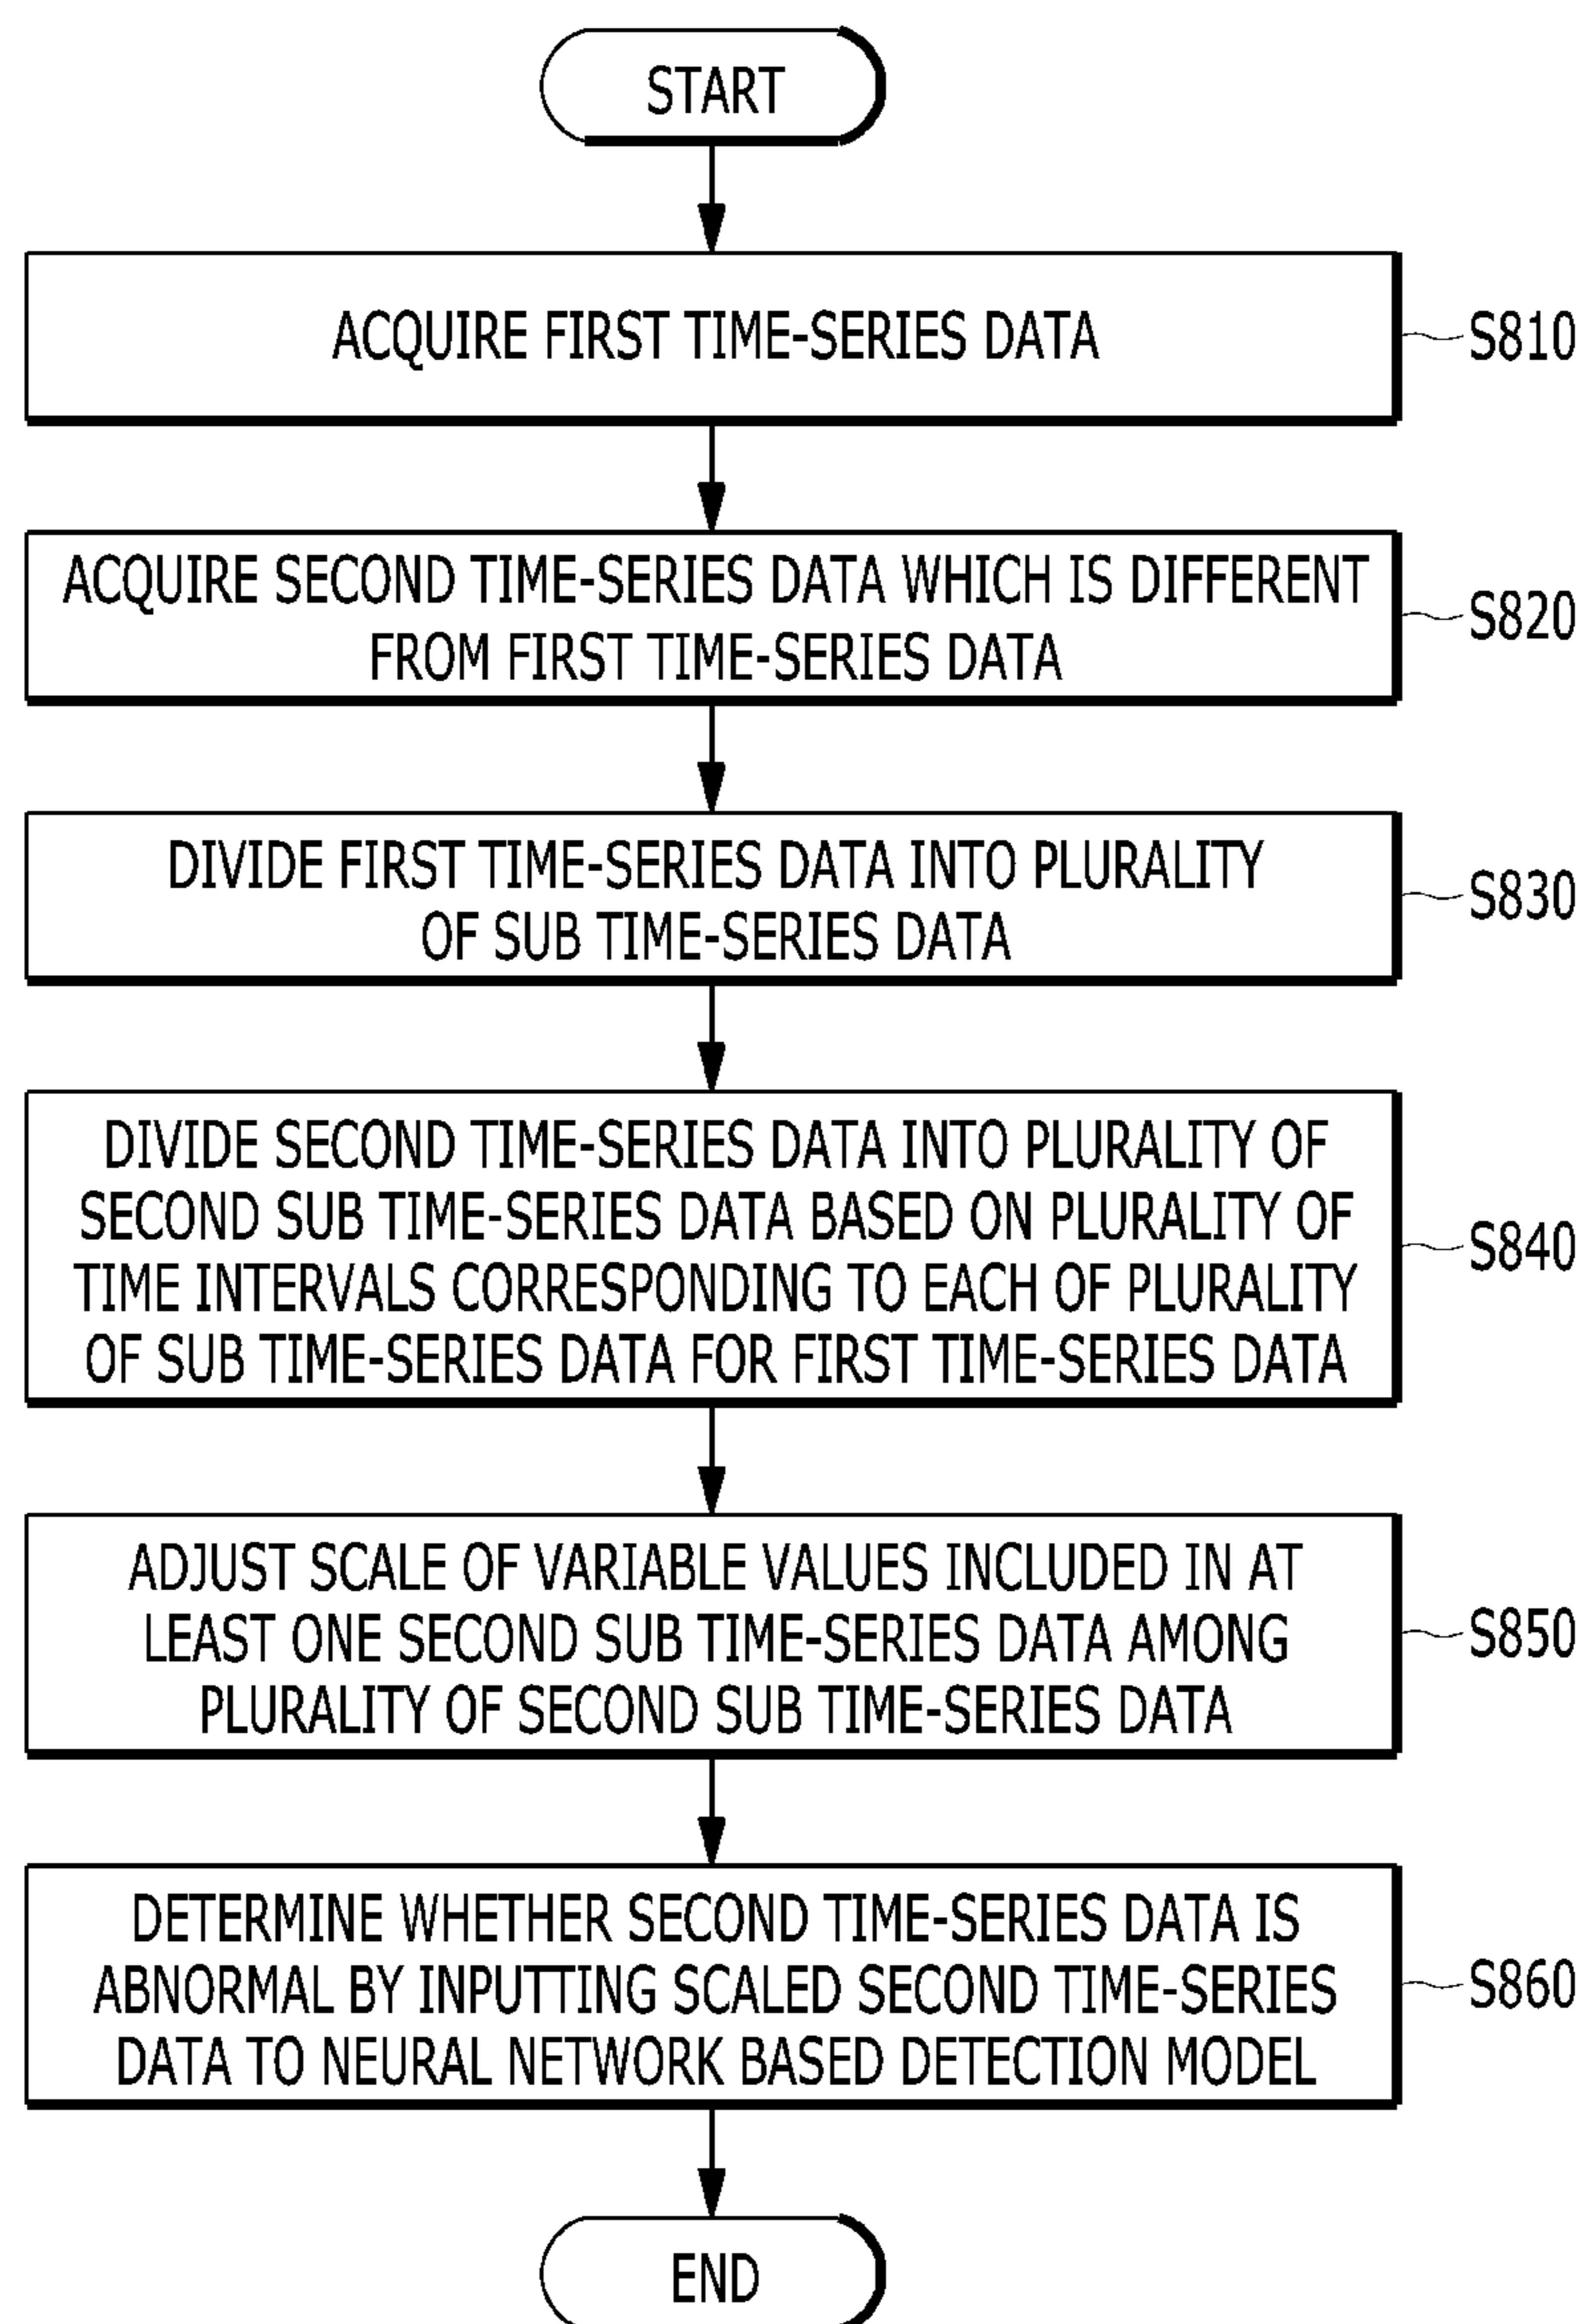 START
ACQUIRE FIRST TIME-SERIES DATA
S810
ACQUIRE SECOND TIME-SERIES DATA WHICH IS DIFFERENT
FROM FIRST TIME-SERIES DATA
S820
DIVIDE FIRST TIME-SERIES DATA INTO PLURALITY
OF SUB TIME-SERIES DATA
S830
DIVIDE SECOND TIME-SERIES DATA INTO PLURALITY OF
SECOND SUB TIME-SERIES DATA BASED ON PLURALITY OF
TIME INTERVALS CORRESPONDING TO EACH OF PLURALITY
OF SUB TIME-SERIES DATA FOR FIRST TIME-SERIES DATA
S840
ADJUST SCALE OF VARIABLE VALUES INCLUDED IN AT
LEAST ONE SECOND SUB TIME-SERIES DATA AMONG
PLURALITY OF SECOND SUB TIME-SERIES DATA
S850
DETERMINE WHETHER SECOND TIME-SERIES DATA IS
ABNORMAL BY INPUTTING SCALED SECOND TIME-SERIES
DATA TO NEURAL NETWORK BASED DETECTION MODEL
S860
END